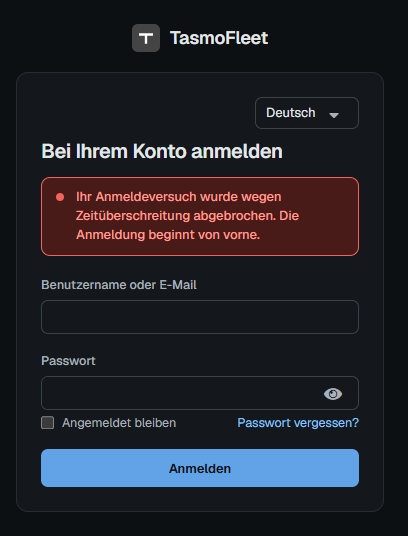 T TasmoFleet
Deutsch
Bei Ihrem Konto anmelden
Ihr Anmeldeversuch wurde wegen
Zeitüberschreitung abgebrochen. Die
Anmeldung beginnt von vorne.
Benutzername oder E-Mail
Passwort
Angemeldet bleiben Passwort vergessen?
Anmelden